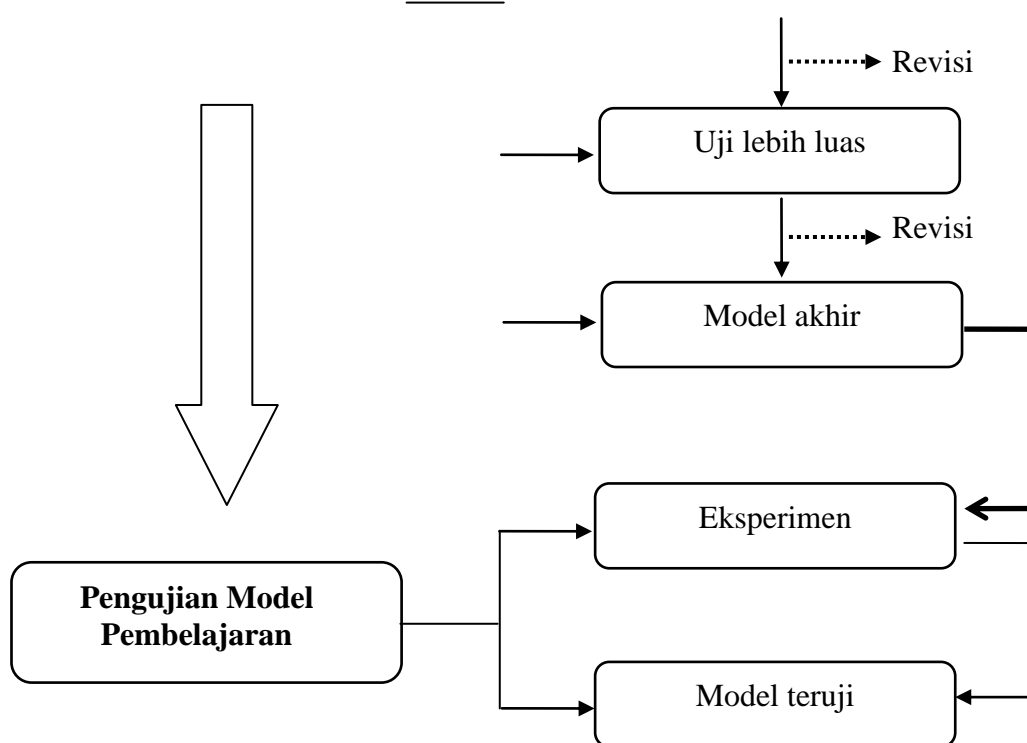 Revisi
Uji lebih luas
Revisi
Model akhir
Eksperimen
Pengujian Model
Pembelajaran
Model teruji